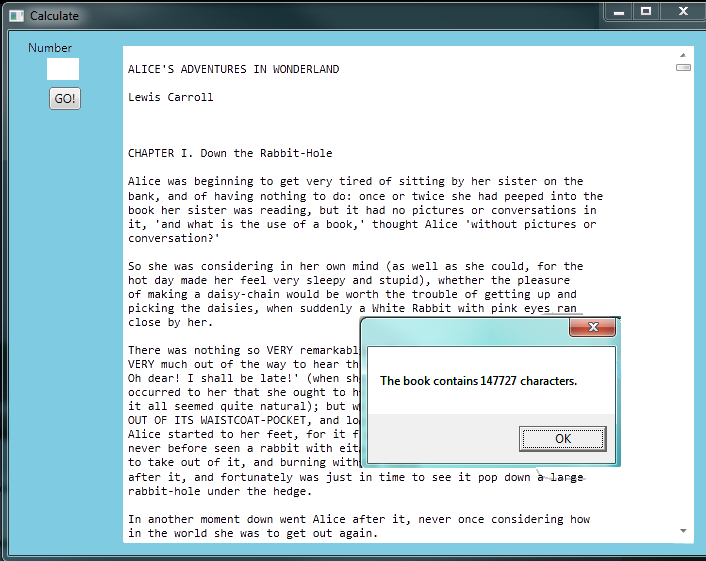 Calculate
Number
GO!
ALICE'S ADVENTURES IN WONDERLAND
Lewis Carroll
CHAPTER I. Down the Rabbit-Hole
Alice was beginning to get very tired of sitting by her sister on the
bank, and of having nothing to do: once or twice she had peeped into the
book her sister was reading, but it had no pictures or conversations in
it, 'and what is the use of a book,' thought Alice 'without pictures or
conversation?'
So she was considering in her own mind (as well as she could, for the
hot day made her feel very sleepy and stupid), whether the pleasure
of making a daisy-chain would be worth the trouble of getting up and
picking the daisies, when suddenly a White Rabbit with pink eyes ran
close by her.
There was nothing so VERY remarkabl
VERY much out of the way to hear th
Oh dear! I shall be late!' (when sh
occurred to her that she ought to h
it all seemed quite natural); but w
OUT OF ITS WAISTCOAT-POCKET, and lo
Alice started to her feet, for it f
never before seen a rabbit with eit
to take out of it, and burning with
after it, and fortunately was just in time to see it pop down a large
rabbit-hole under the hedge.
In another moment down went Alice after it, never once considering how
in the world she was to get out again.
The book contains 147727 characters.
OK